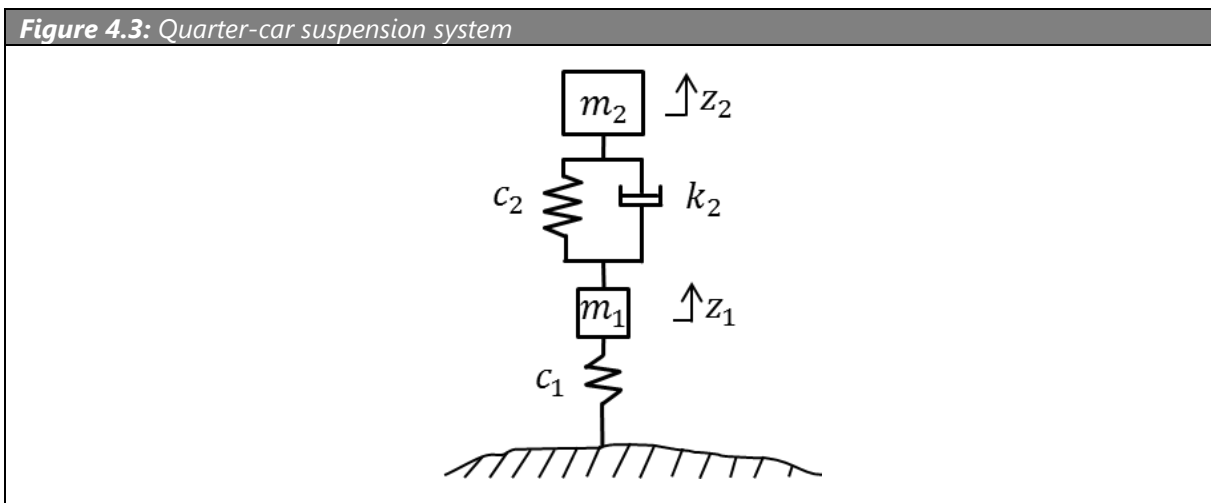 Figure 4.3: Quarter-car suspension system
m₂
z₂
c₂
k₂
m₁
z₁
c₁